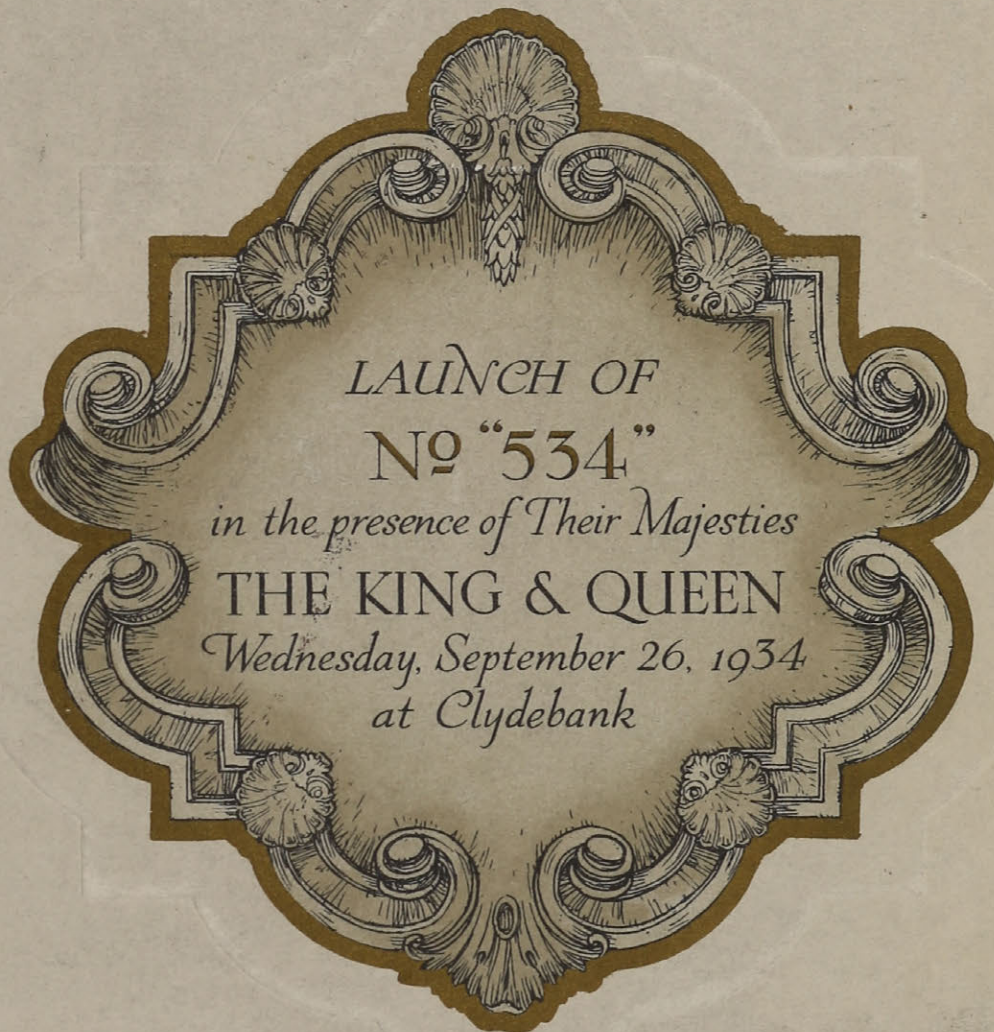 LAUNCH OF
Nº “534”
in the presence of Their Majesties
THE KING & QUEEN
Wednesday, September 26, 1934
at Clydebank